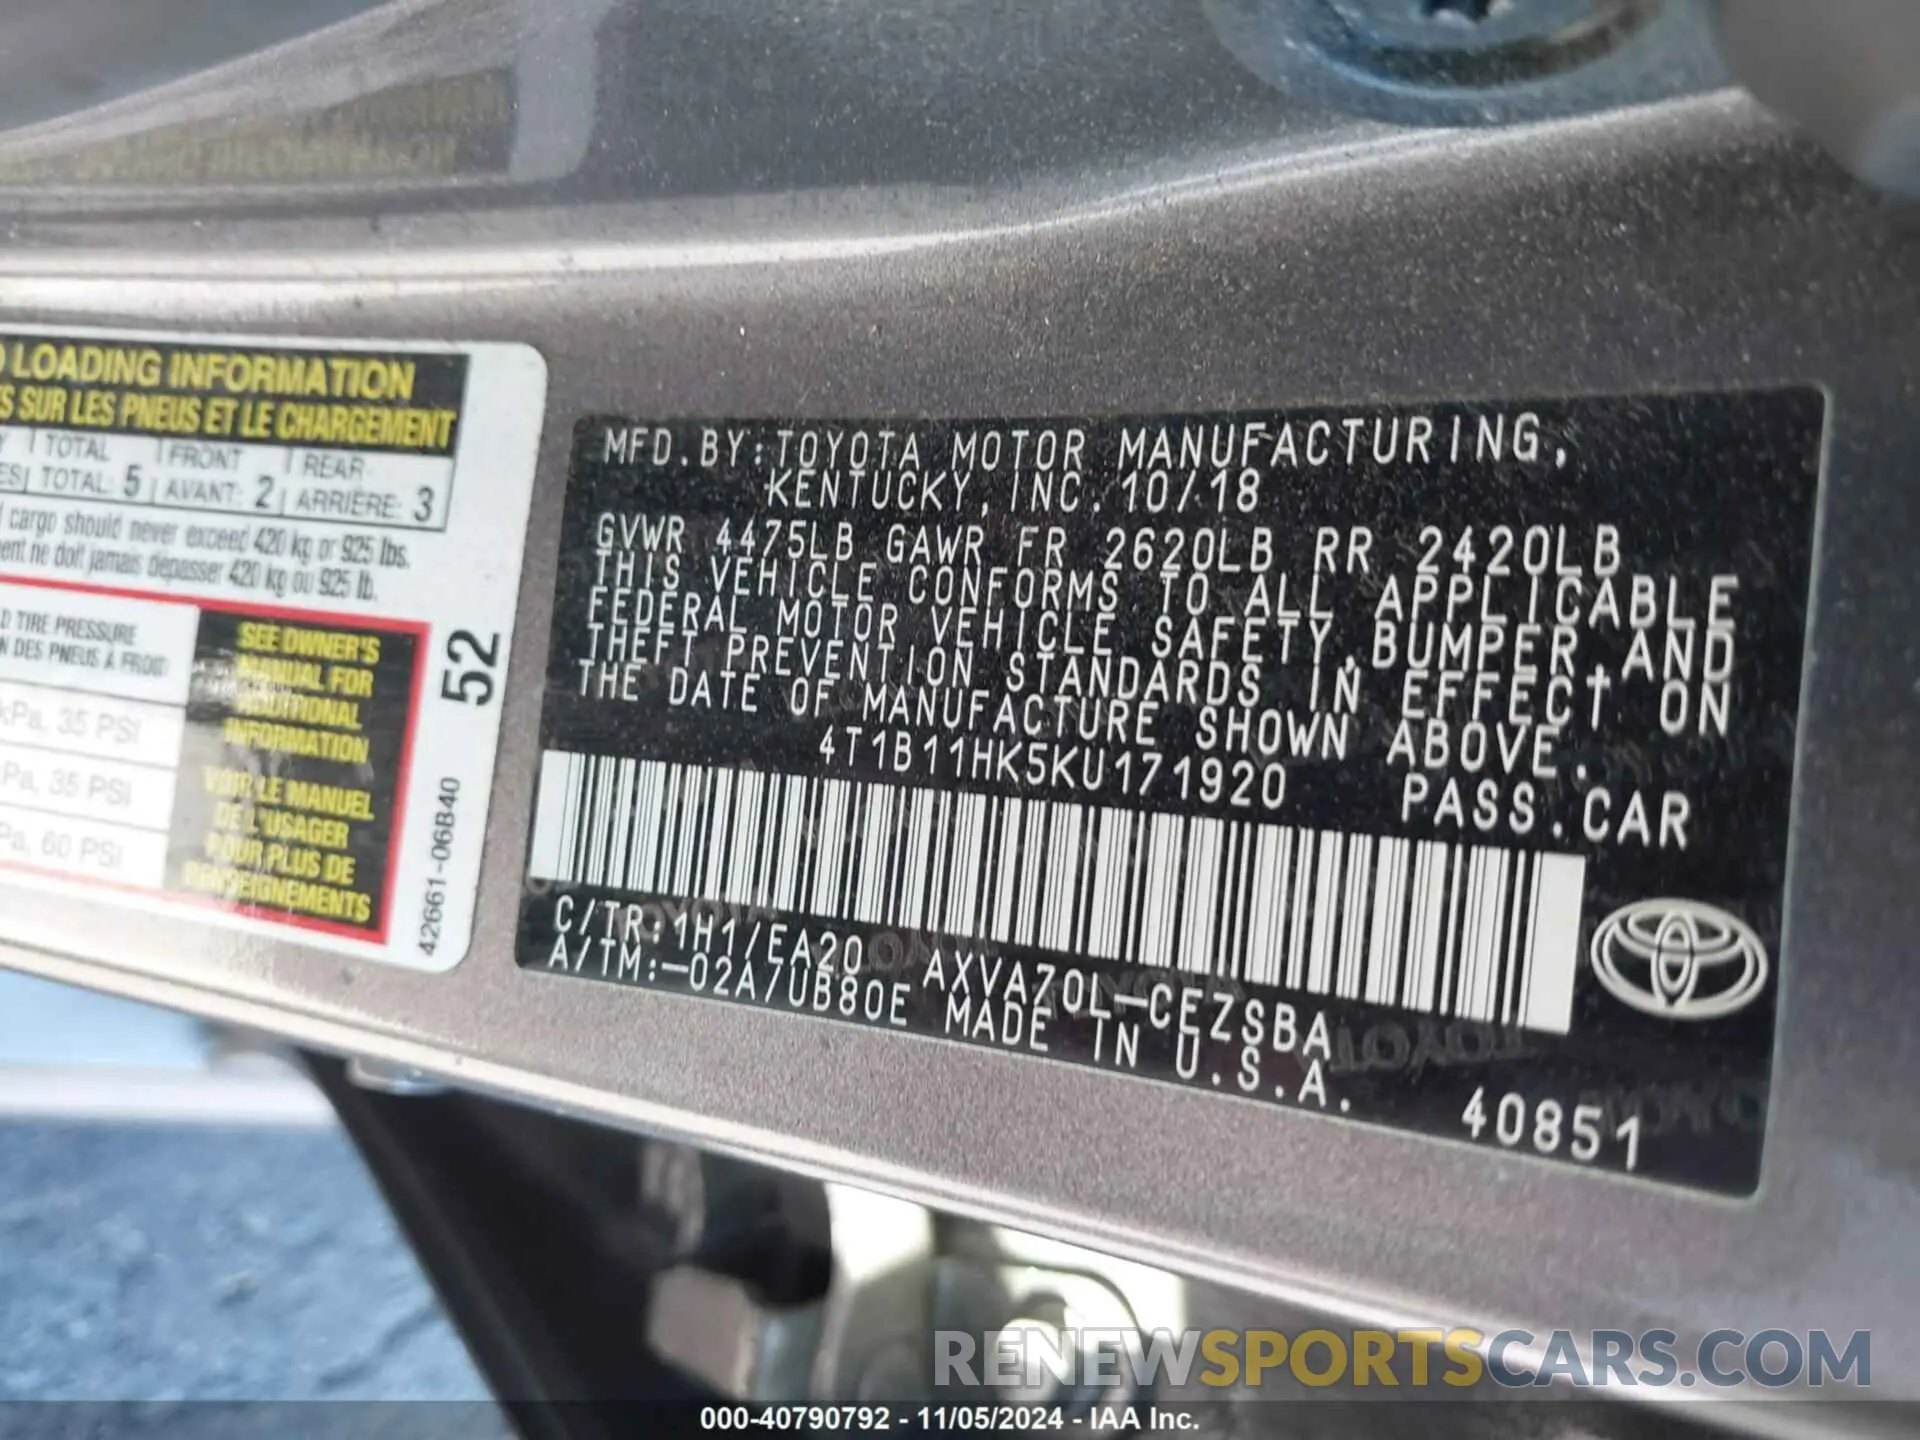 LOADING INFORMATION
S SUR LES PNEUS ET LE CHARGEMENT
TOTAL FRONT REAR
TOTAL: 5 AVANT: 2 ARRIÈRE: 3
cargo should never exceed 420 kg or 925 lbs.
ent ne doit jamais depasser 420 kg ou 925 lb.
D TIRE PRESSURE
N DES PNEUS À FROID
kPa, 35 PSI
Pa, 35 PSI
Pa, 60 PSI
SEE OWNER'S
MANUAL FOR
ADDITIONAL
INFORMATION
VOIR LE MANUEL
DE L'USAGER
POUR PLUS DE
RENSEIGNEMENTS
52
42661-06B40
MFD.BY:TOYOTA MOTOR MANUFACTURING,
KENTUCKY,INC.10/18
GVWR 4475LB GAWR FR 2620LB RR 2420LB
THIS VEHICLE CONFORMS TO ALL APPLICABLE
FEDERAL MOTOR VEHICLE SAFETY,BUMPER,AND
THEFT PREVENTION STANDARDS IN EFFECT ON
THE DATE OF MANUFACTURE SHOWN ABOVE.
4T1B11HK5KU171920 PASS.CAR
C/TR:1H1/EA20 AXVA70L-CEZSBA
A/TM:-02A/UB80E MADE IN U.S.A.
40851
RENEWSPORTSCARS.COM
000-40790792 - 11/05/2024 - IAA Inc.